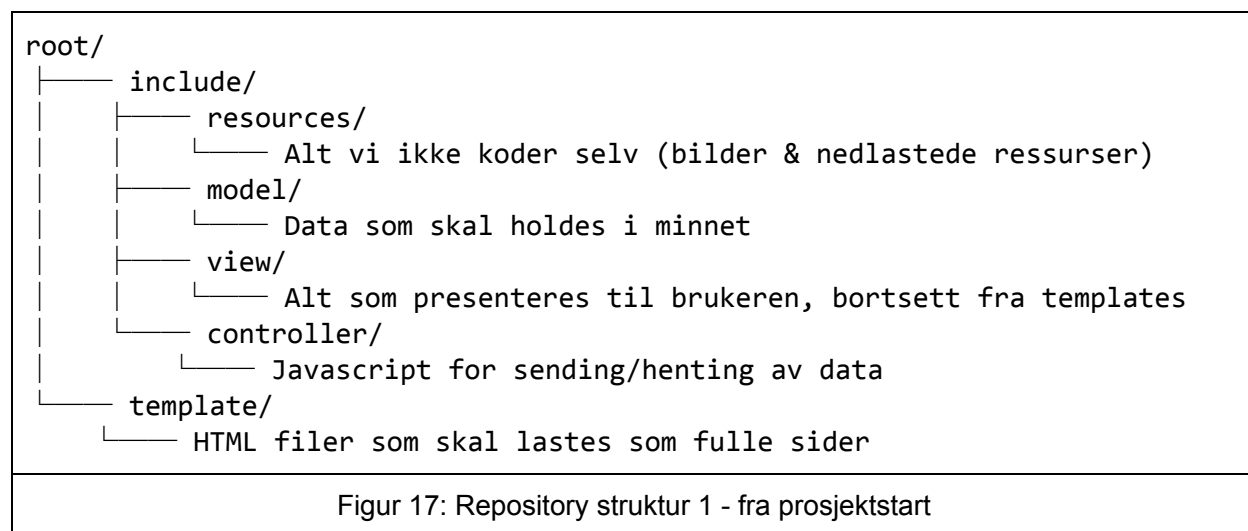 root/
├── include/
│   ├── resources/
│   │   └── Alt vi ikke koder selv (bilder & nedlastede ressurser)
│   ├── model/
│   │   └── Data som skal holdes i minnet
│   ├── view/
│   │   └── Alt som presenteres til brukeren, bortsett fra templates
│   └── controller/
│       └── Javascript for sending/henting av data
└── template/
    └── HTML filer som skal lastes som fulle sider
Figur 17: Repository struktur 1 - fra prosjektstart